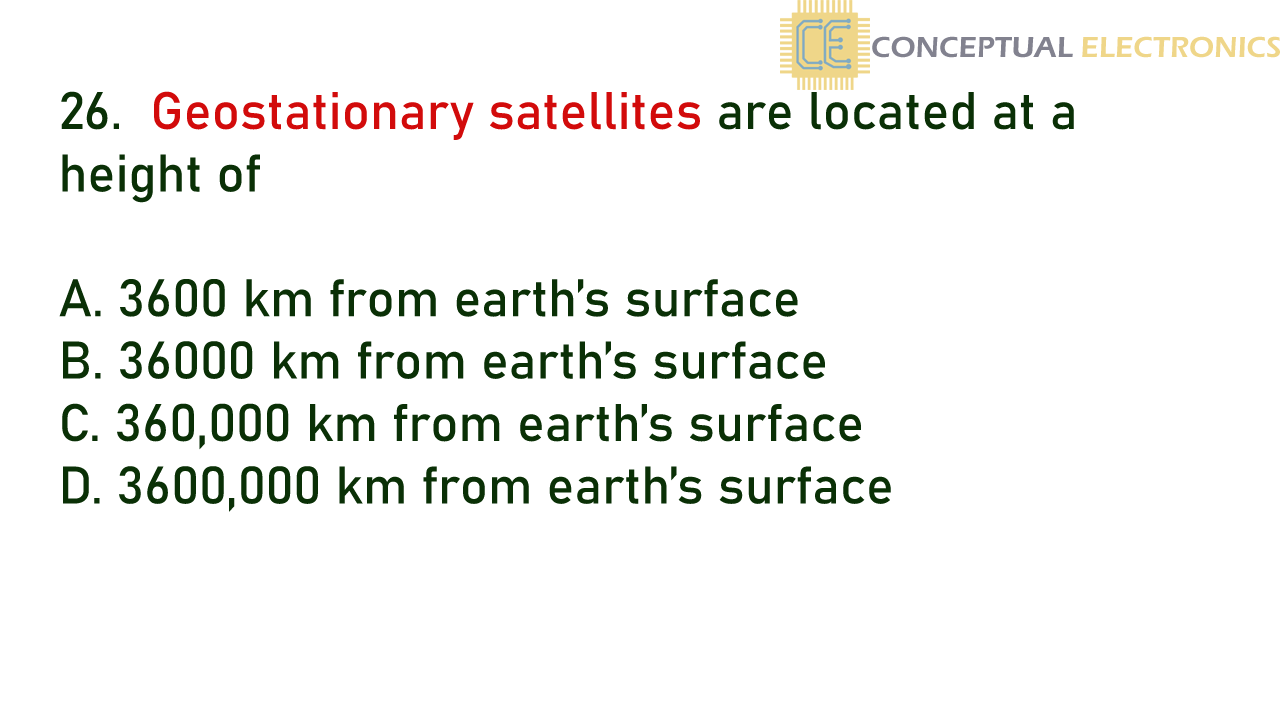 CONCEPTUAL ELECTRONICS
26. Geostationary satellites are located at a
height of
A. 3600 km from earth’s surface
B. 36000 km from earth’s surface
C. 360,000 km from earth’s surface
D. 3600,000 km from earth’s surface